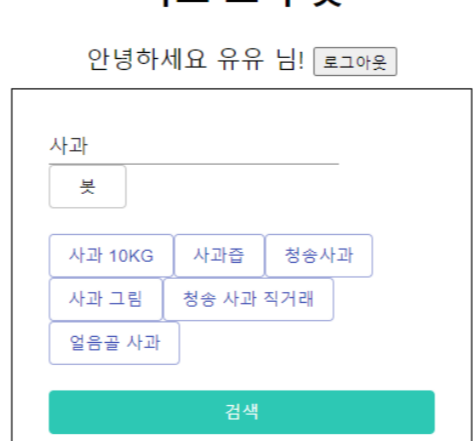 안녕하세요 유유 님! 로그아웃
사과
봇
사과 10KG 사과즙 청송사과
사과 그림 청송 사과 직거래
얼음골 사과
검색